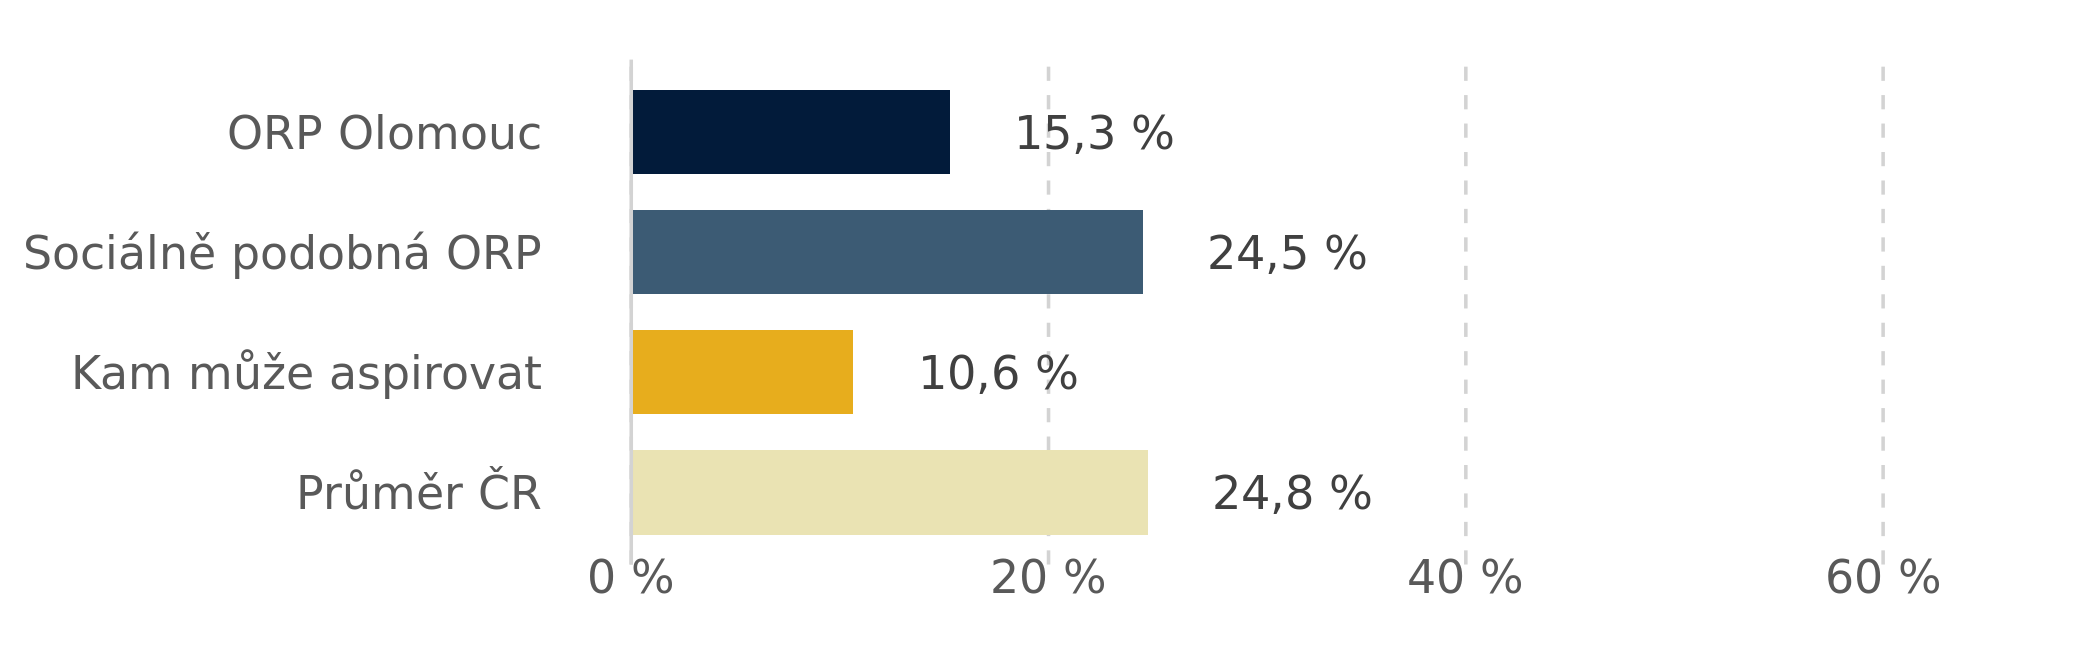 ORP Olomouc 15,3 %
Sociálně podobná ORP 24,5 %
Kam může aspirovat 10,6 %
Průměr ČR 24,8 %
0 % 20 % 40 % 60 %